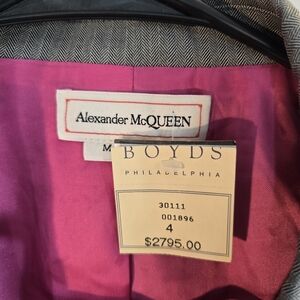 Alexander McQUEEN
M
BOYDS
PHILADELPHIA
30111
001896
4
$2795.00